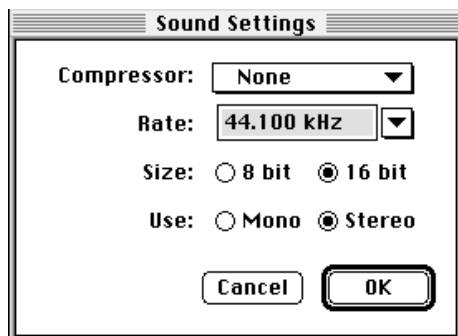 Sound Settings
Compressor: None
Rate: 44.100 kHz
Size: 8 bit 16 bit
Use: Mono Stereo
Cancel OK